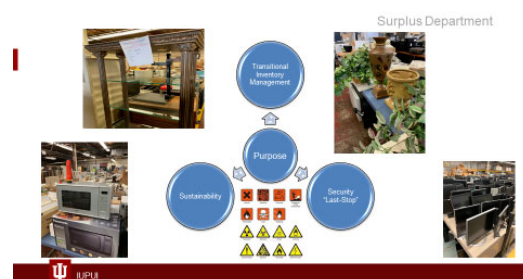 Surplus Department
Transitional
Inventory
Management
Purpose
Sustainability
Security
"Last-Stop"
IUPUI